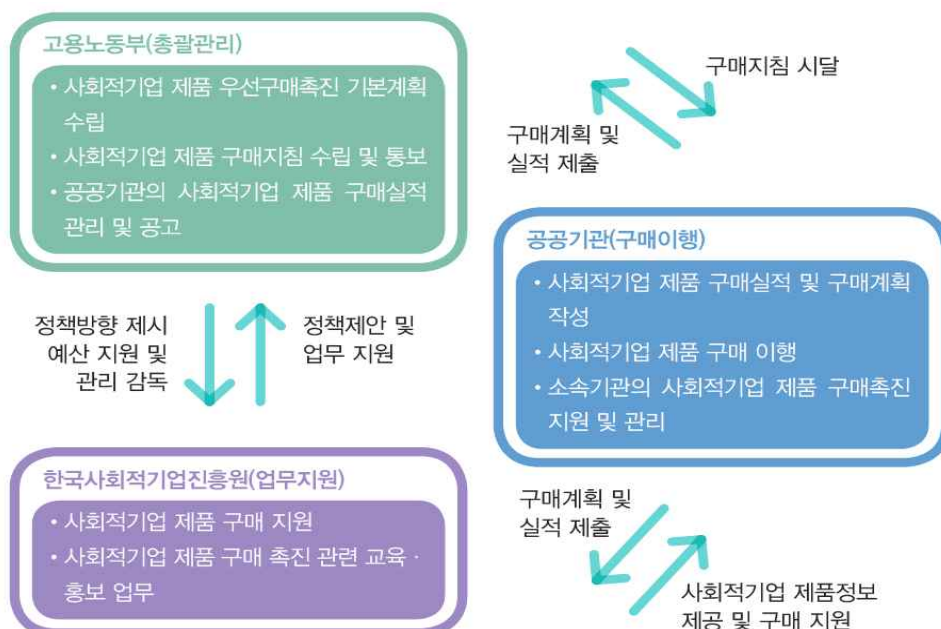 고용노동부(총괄관리)
• 사회적기업 제품 우선구매촉진 기본계획
수립
• 사회적기업 제품 구매지침 수립 및 통보
• 공공기관의 사회적기업 제품 구매실적
관리 및 공고
구매지침 시달
구매계획 및
실적 제출
공공기관(구매이행)
• 사회적기업 제품 구매실적 및 구매계획
작성
• 사회적기업 제품 구매 이행
• 소속기관의 사회적기업 제품 구매촉진
지원 및 관리
정책방향 제시
예산 지원 및
관리 감독
정책제안 및
업무 지원
한국사회적기업진흥원(업무지원)
• 사회적기업 제품 구매 지원
• 사회적기업 제품 구매 촉진 관련 교육 ·
홍보 업무
구매계획 및
실적 제출
사회적기업 제품정보
제공 및 구매 지원